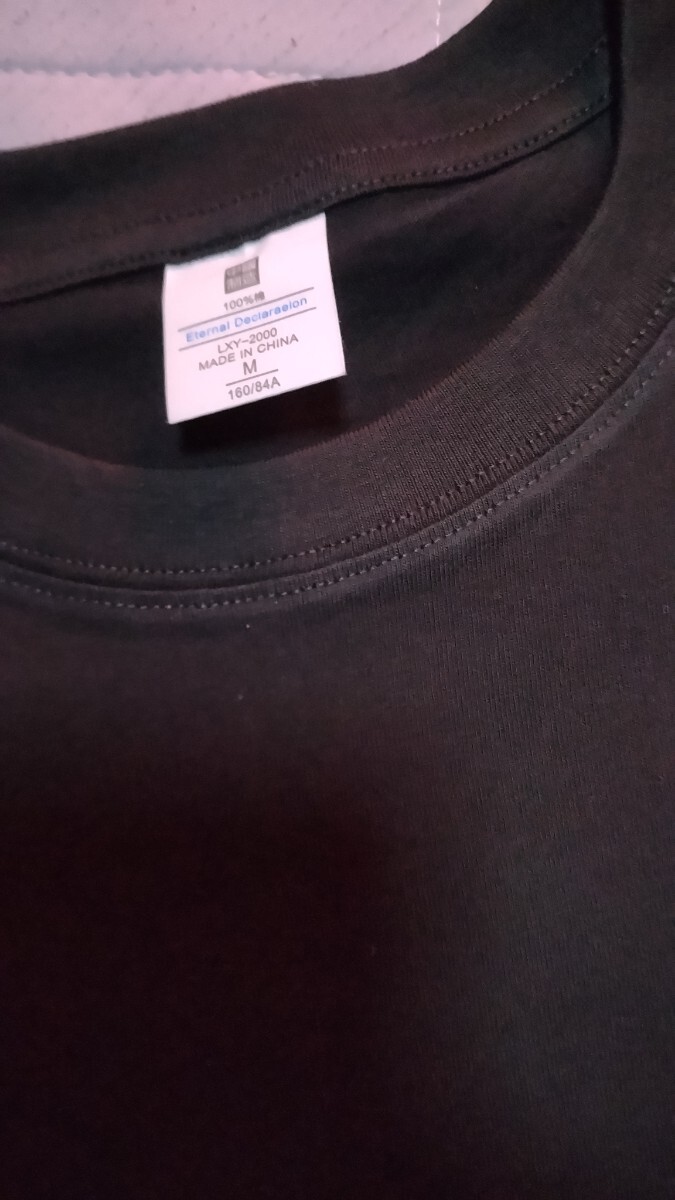 100%棉
Eternal Declaraeion
LXY-2000
MADE IN CHINA
M
160/84A